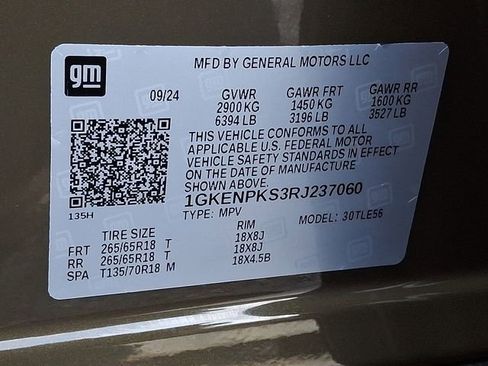 gm
MFD BY GENERAL MOTORS LLC
09/24 GVWR GAWR FRT GAWR RR
2900 KG 1450 KG 1600 KG
6394 LB 3196 LB 3527 LB
THIS VEHICLE CONFORMS TO ALL
APPLICABLE U.S. FEDERAL MOTOR
VEHICLE SAFETY STANDARDS IN EFFECT
ON THE DATE OF MANUFACTURE
SHOWN ABOVE
1GKENPKS3RJ237060
135H
TYPE: MPV MODEL: 30TLE56
TIRE SIZE RIM
FRT 265/65R18 T 18X8J
RR 265/65R18 T 18X8J
SPA T135/70R18 M 18X4.5B